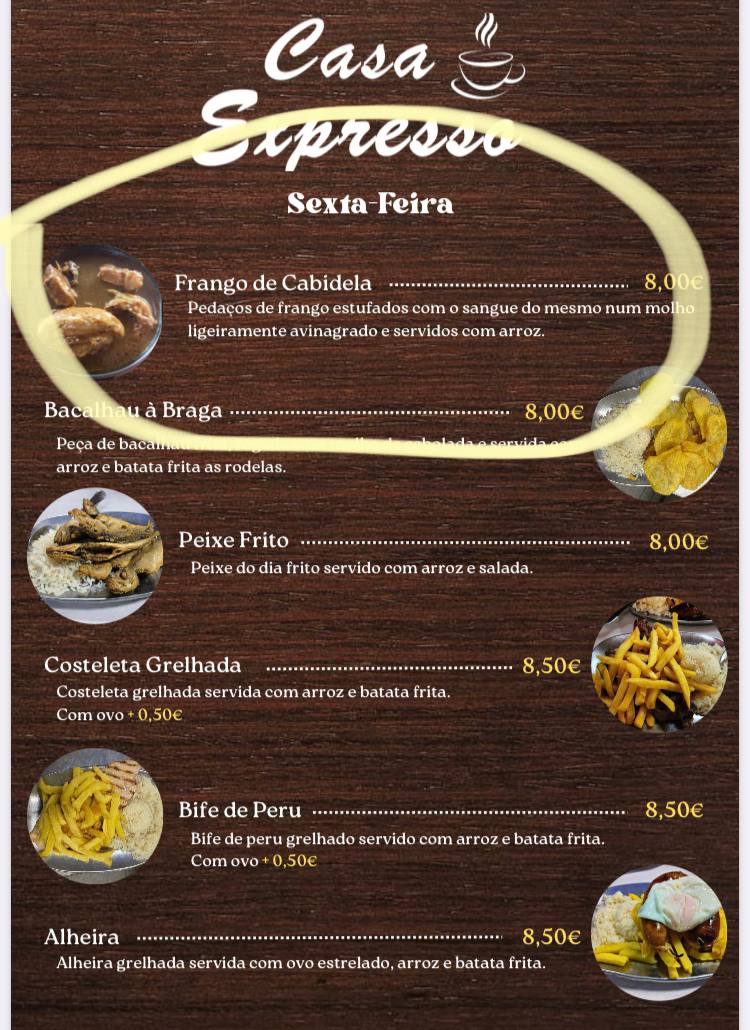 Casa
Expresso
Sexta-Feira
Frango de Cabidela 8,00€
Pedaços de frango estufados com o sangue do mesmo num molho
ligeiramente avinagrado e servidos com arroz.
Bacalhau à Braga 8,00€
Peça de bacalhau cebolada e servida
arroz e batata frita as rodelas.
Peixe Frito 8,00€
Peixe do dia frito servido com arroz e salada.
Costeleta Grelhada 8,50€
Costeleta grelhada servida com arroz e batata frita.
Com ovo + 0,50€
Bife de Peru 8,50€
Bife de peru grelhado servido com arroz e batata frita.
Com ovo + 0,50€
Alheira 8,50€
Alheira grelhada servida com ovo estrelado, arroz e batata frita.